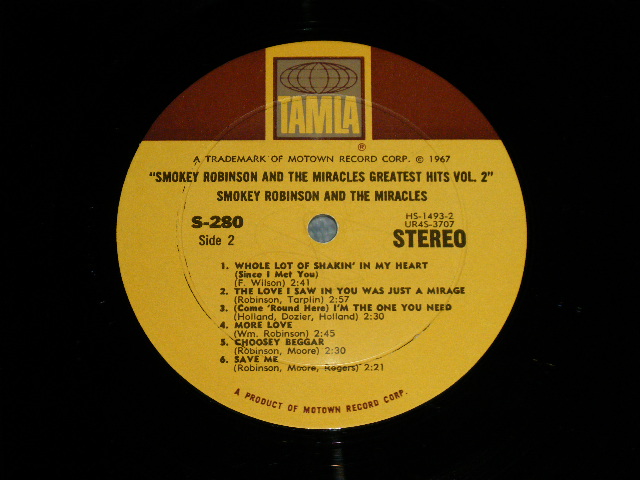 TAMLA
®
A TRADEMARK OF MOTOWN RECORD CORP. © 1967
"SMOKEY ROBINSON AND THE MIRACLES GREATEST HITS VOL. 2"
SMOKEY ROBINSON AND THE MIRACLES
S-280
Side 2
HS-1493-2
UR4S-3707
STEREO
1. WHOLE LOT OF SHAKIN' IN MY HEART
(Since I Met You)
(F. Wilson) 2:41
2. THE LOVE I SAW IN YOU WAS JUST A MIRAGE
(Robinson, Tarplin) 2:57
3. (Come 'Round Here) I'M THE ONE YOU NEED
(Holland, Dozier, Holland) 2:30
4. MORE LOVE
(Wm. Robinson) 2:45
5. CHOOSEY BEGGAR
(Robinson, Moore) 2:30
6. SAVE ME
(Robinson, Moore, Rogers) 2:21
A PRODUCT OF MOTOWN RECORD CORP.